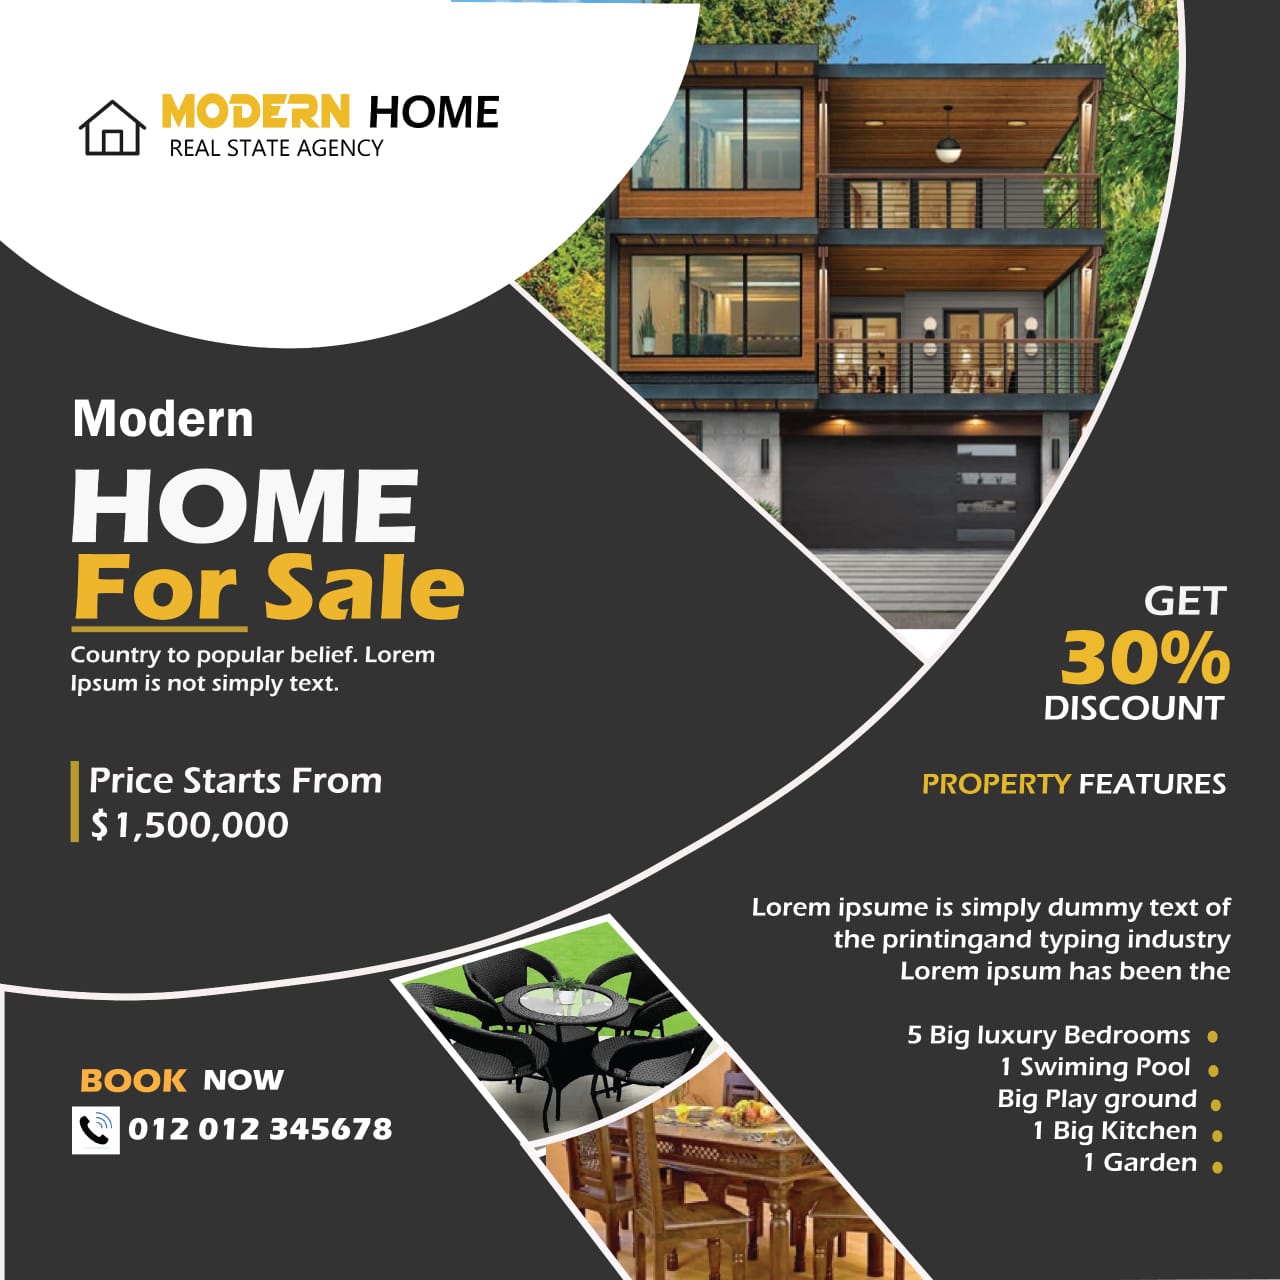 MODERN HOME
REAL STATE AGENCY
Modern
HOME
For Sale
Country to popular belief. Lorem
Ipsum is not simply text.
Price Starts From
$1,500,000
GET
30%
DISCOUNT
PROPERTY FEATURES
Lorem ipsume is simply dummy text of
the printingand typing industry
Lorem ipsum has been the
5 Big luxury Bedrooms
1 Swiming Pool
Big Play ground
1 Big Kitchen
1 Garden
BOOK NOW
012 012 345678